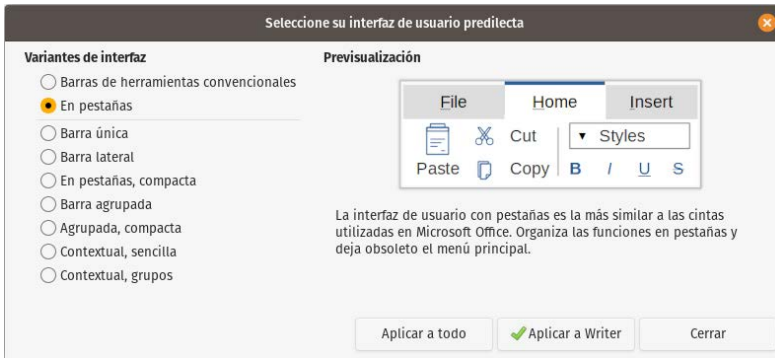 Seleccione su interfaz de usuario predilecta
Variantes de interfaz
Barras de herramientas convencionales
En pestañas
Barra única
Barra lateral
En pestañas, compacta
Barra agrupada
Agrupada, compacta
Contextual, sencilla
Contextual, grupos
Previsualización
File Home Insert
Cut Styles
Paste Copy B I U S
La interfaz de usuario con pestañas es la más similar a las cintas
utilizadas en Microsoft Office. Organiza las funciones en pestañas y
deja obsoleto el menú principal.
Aplicar a todo Aplicar a Writer Cerrar